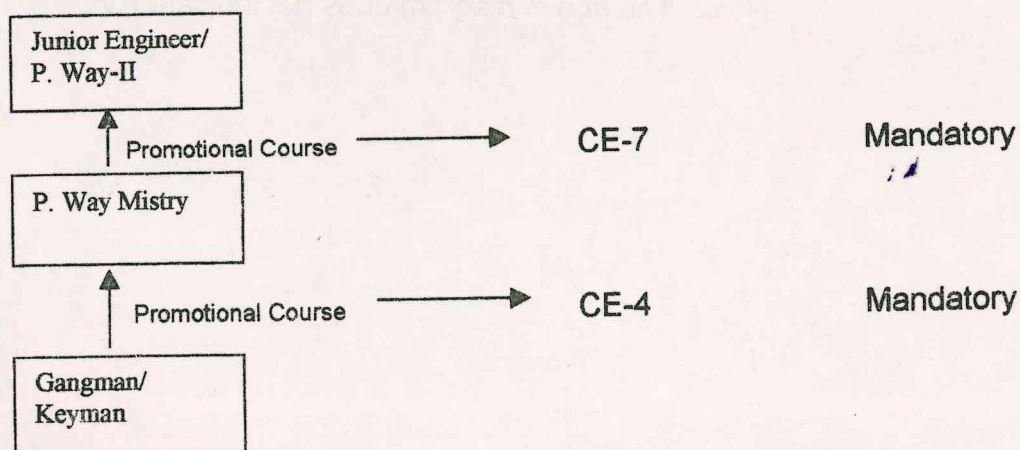 Junior Engineer/
P. Way-II
Promotional Course CE-7 Mandatory
P. Way Mistry
Promotional Course CE-4 Mandatory
Gangman/
Keyman